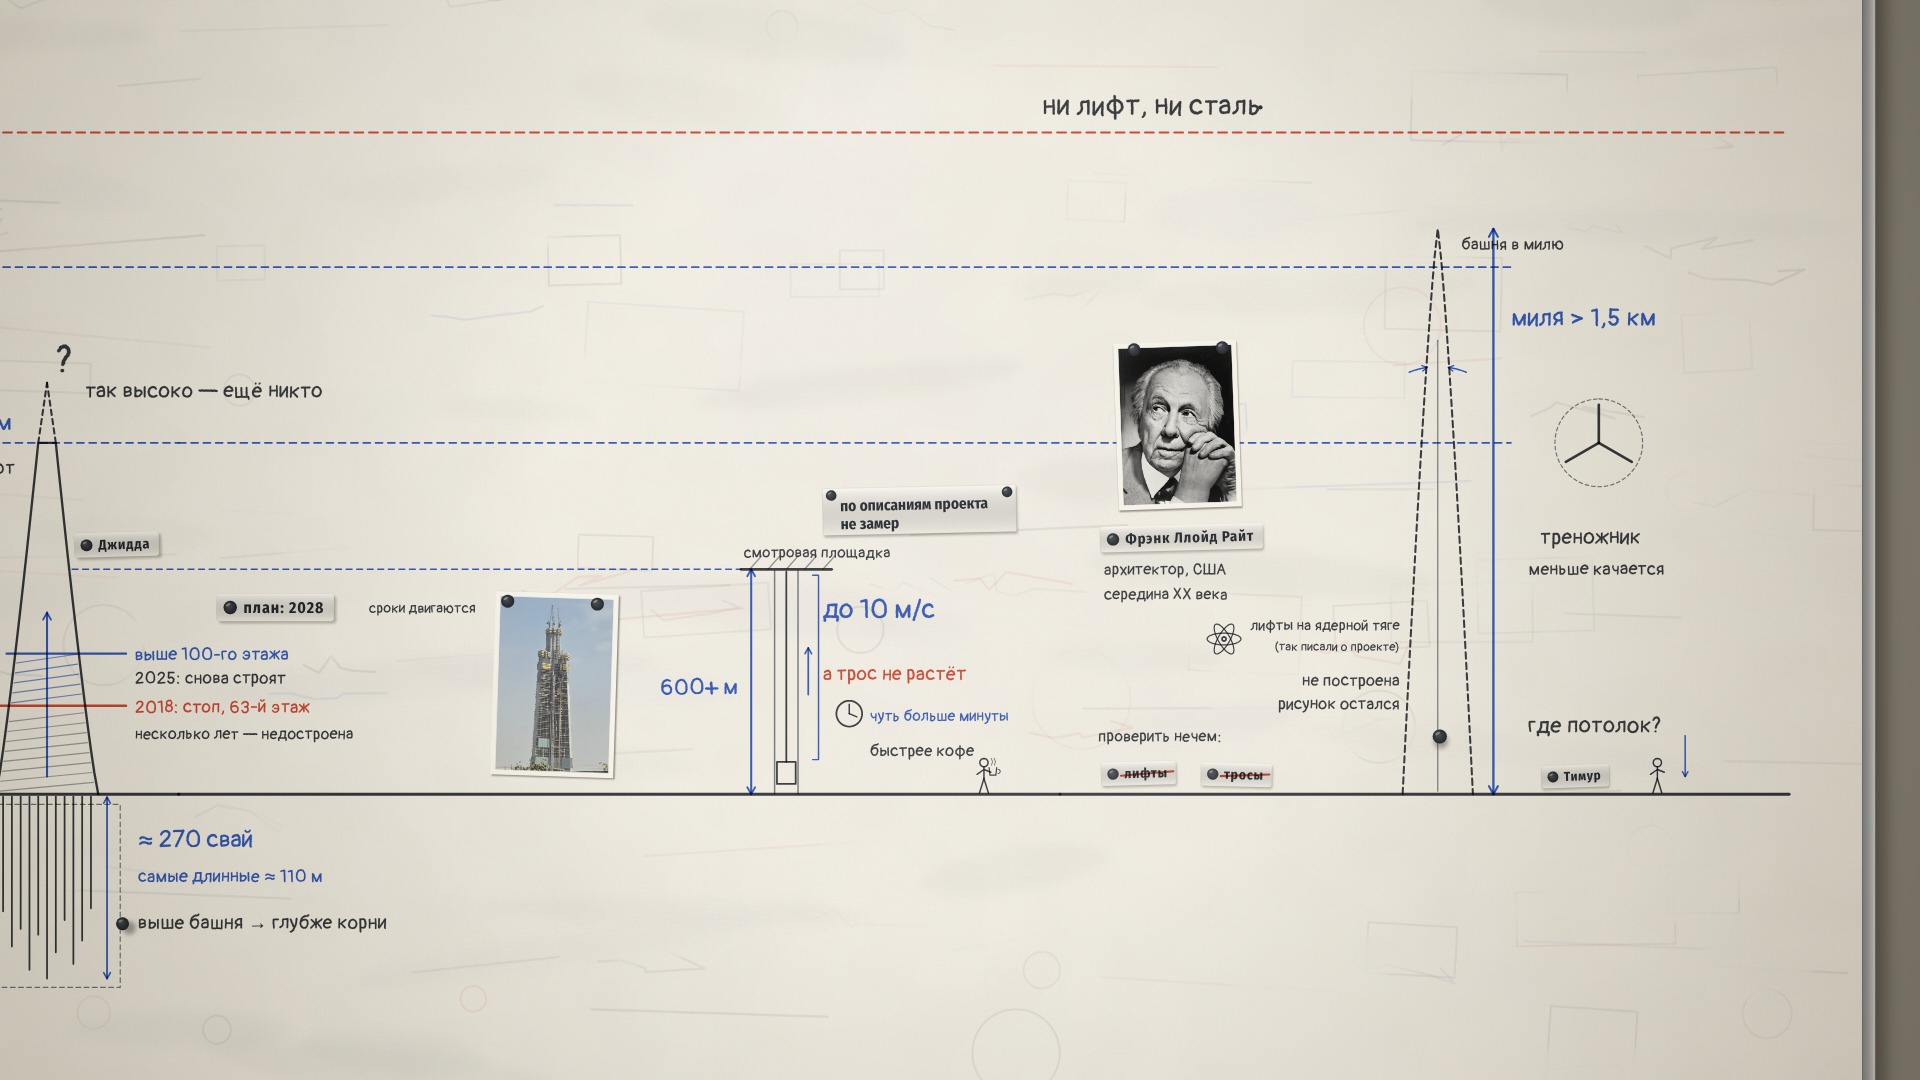 ни лифт, ни сталь
башня в милю
миля > 1,5 км
?
так высоко — ещё никто
м
от
Джидда
план: 2028
сроки двигаются
выше 100-го этажа
2025: снова строят
2018: стоп, 63-й этаж
несколько лет — недостроена
≈ 270 свай
самые длинные ≈ 110 м
выше башня → глубже корни
по описаниям проекта
не замер
смотровая площадка
до 10 м/с
600+ м
а трос не растёт
чуть больше минуты
быстрее кофе
Фрэнк Ллойд Райт
архитектор, США
середина XX века
лифты на ядерной тяге
(так писали о проекте)
не построена
рисунок остался
проверить нечем:
лифты
тросы
треножник
меньше качается
где потолок?
Тимур